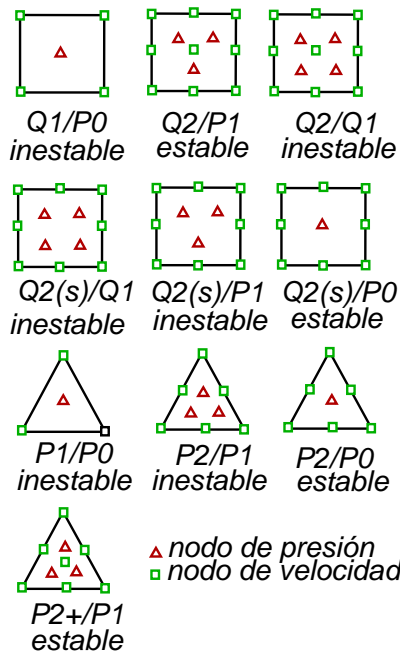 Q1/P0
inestable
Q2/P1
estable
Q2/Q1
inestable
Q2(s)/Q1
inestable
Q2(s)/P1
inestable
Q2(s)/P0
estable
P1/P0
inestable
P2/P1
inestable
P2/P0
estable
P2+/P1
estable
nodo de presión
nodo de velocidad